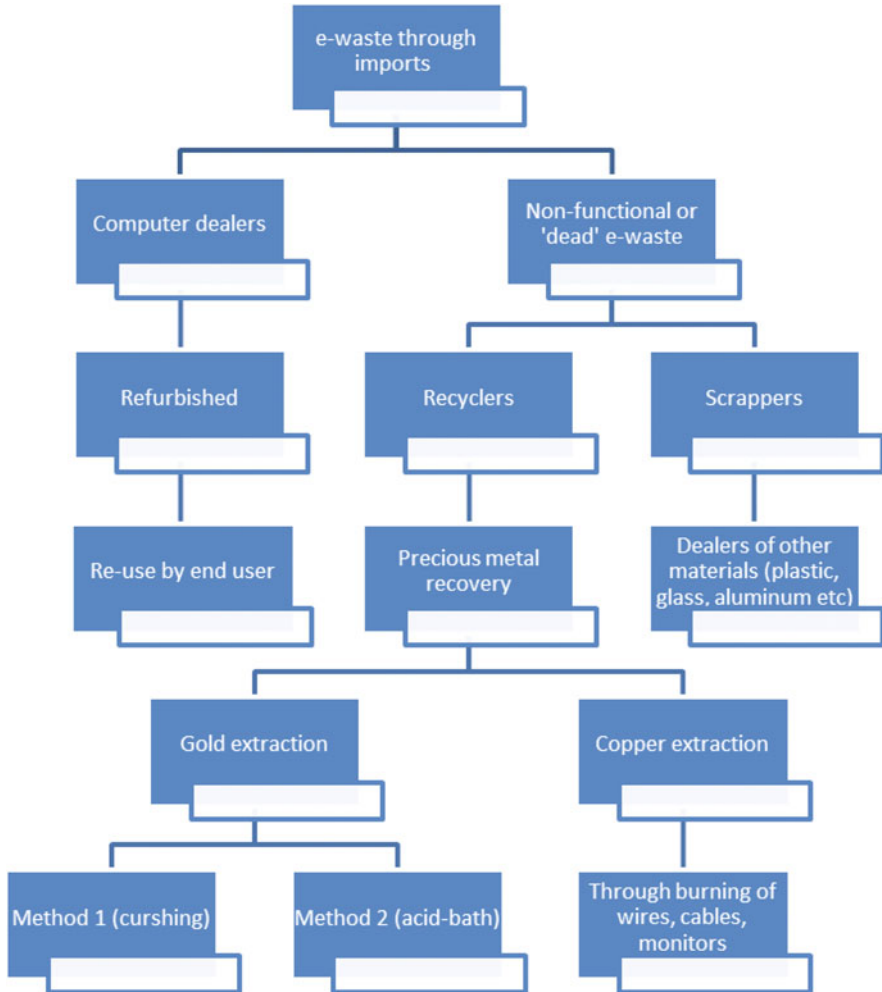 e-waste through
imports
Computer dealers
Non-functional or
'dead' e-waste
Refurbished
Recyclers
Scrappers
Re-use by end user
Precious metal
recovery
Dealers of other
materials (plastic,
glass, aluminum etc)
Gold extraction
Copper extraction
Method 1 (curshing)
Method 2 (acid-bath)
Through burning of
wires, cables,
monitors